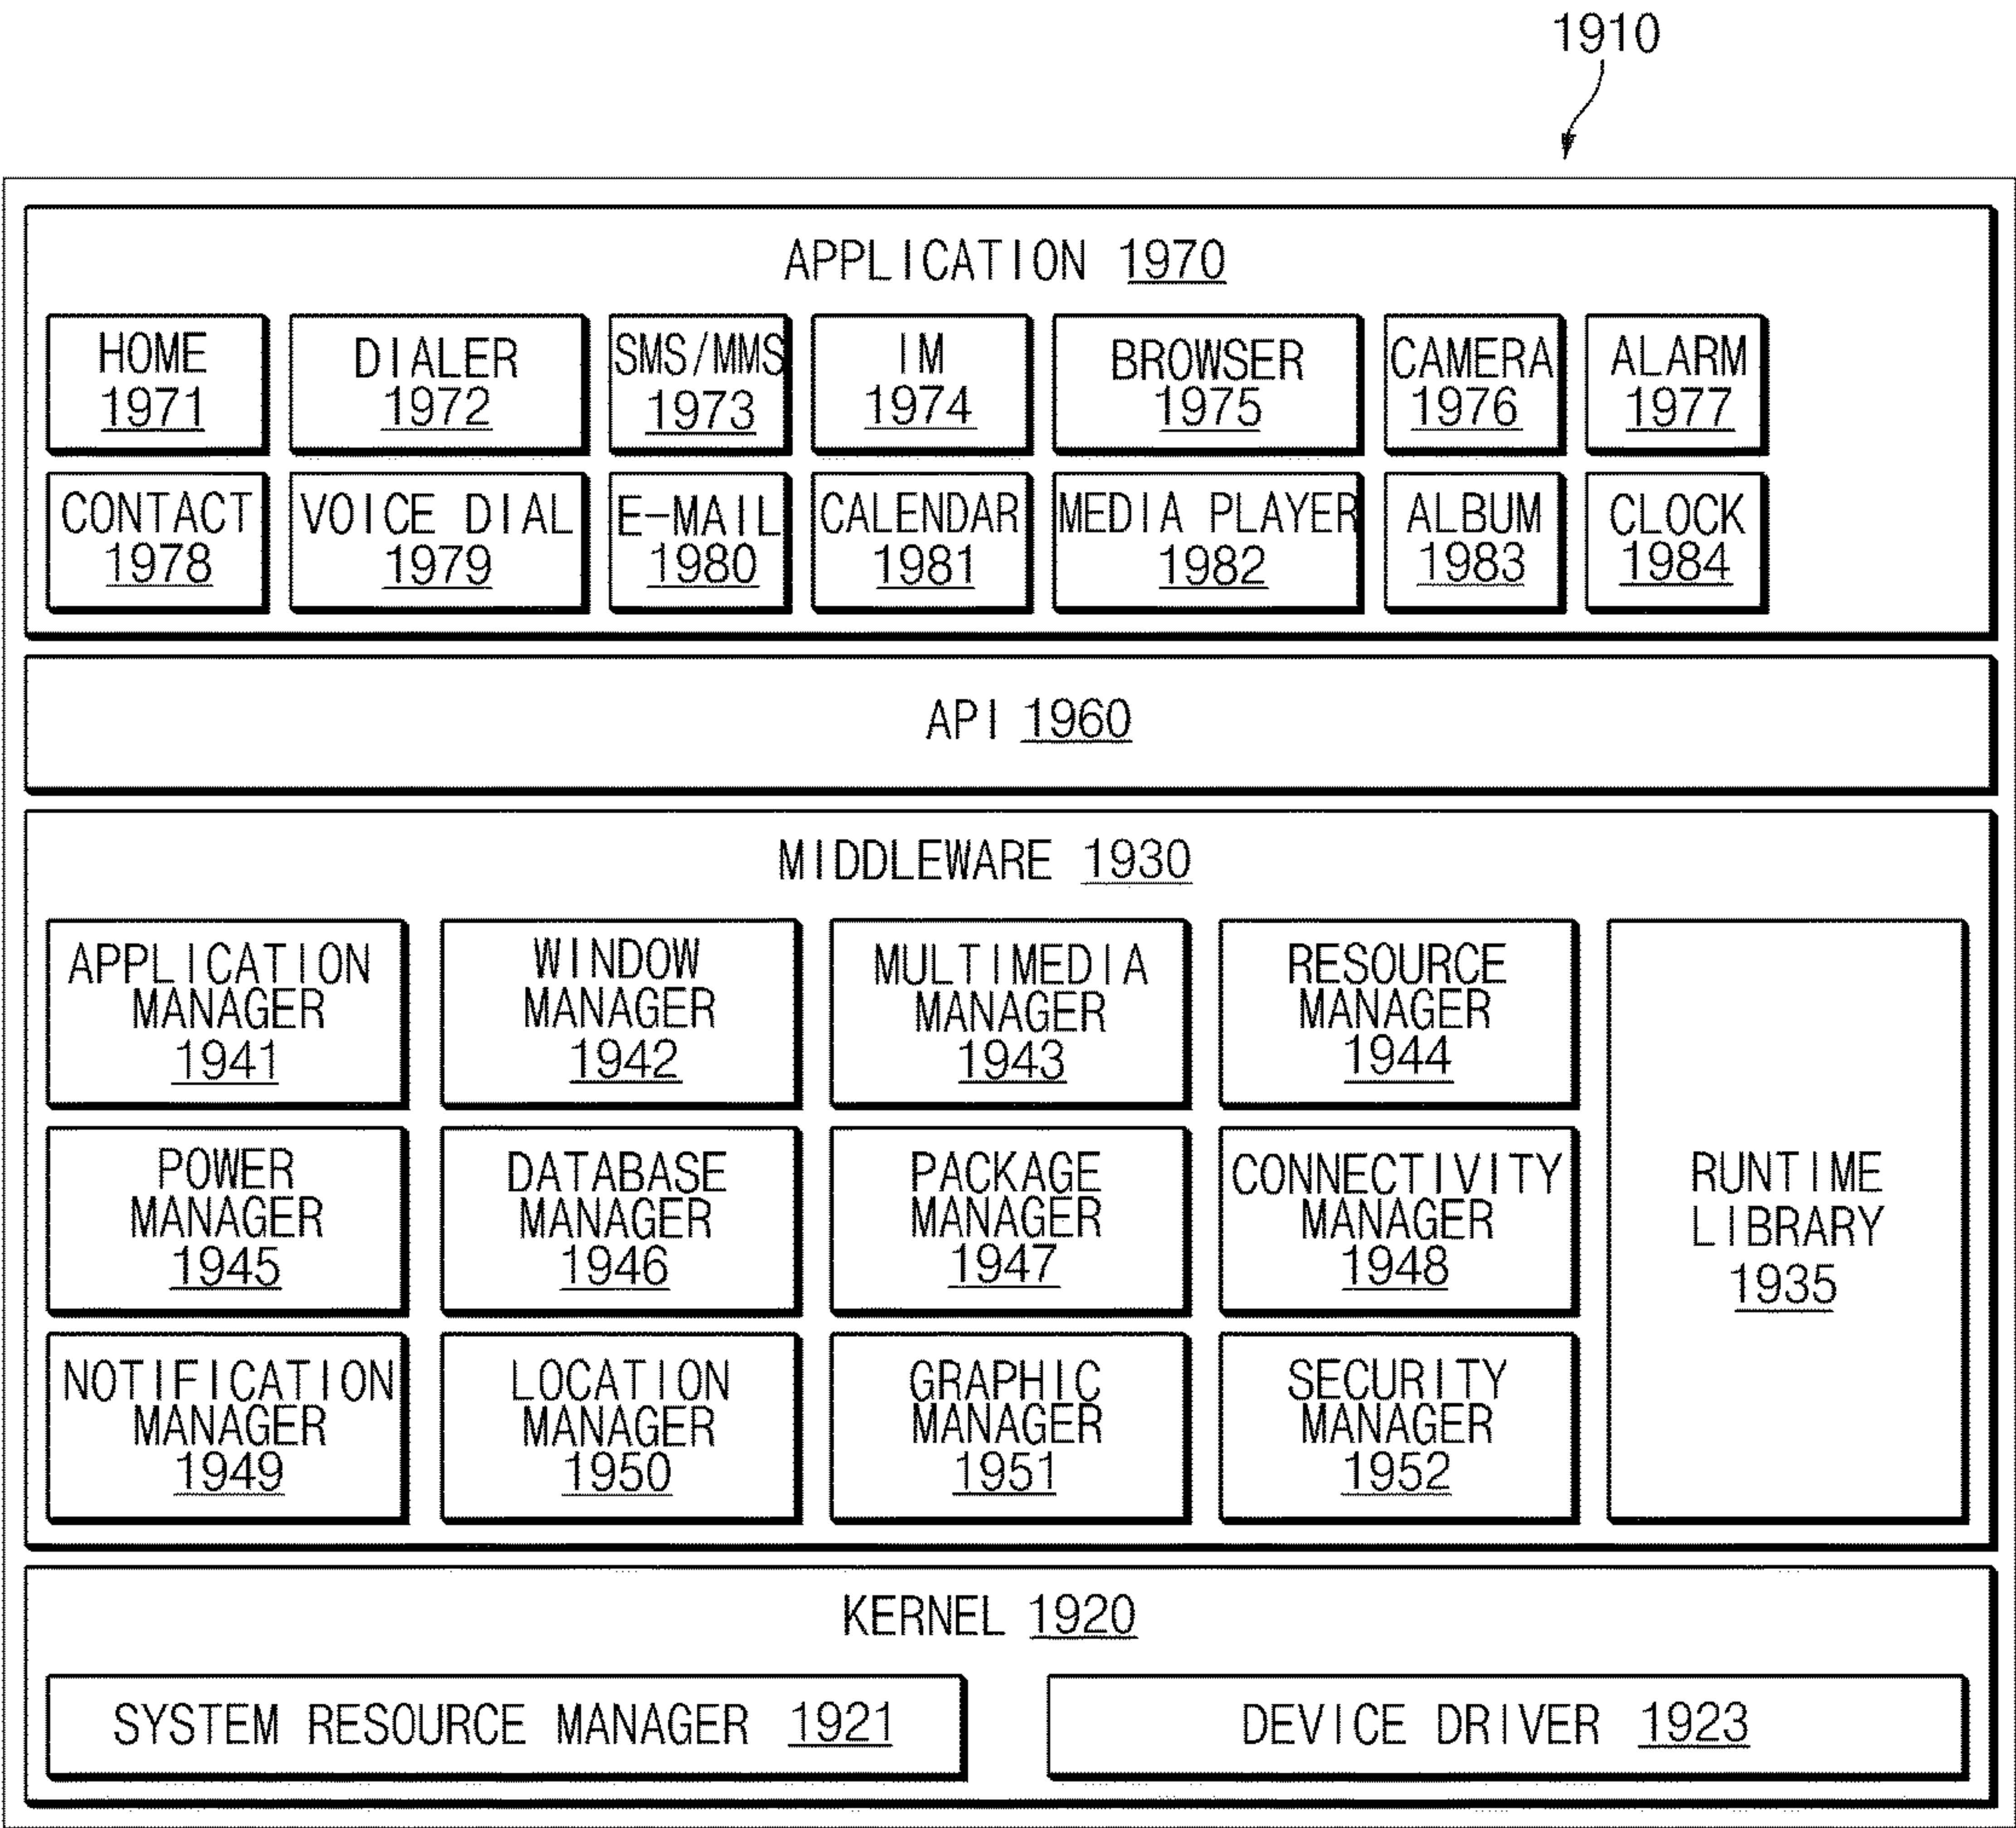 1910
APPLICATION 1970
HOME
1971
DIALER
1972
SMS/MMS
1973
IM
1974
BROWSER
1975
CAMERA
1976
ALARM
1977
CONTACT
1978
VOICE DIAL
1979
E-MAIL
1980
CALENDAR
1981
MEDIA PLAYER
1982
ALBUM
1983
CLOCK
1984
API 1960
MIDDLEWARE 1930
APPLICATION
MANAGER
1941
WINDOW
MANAGER
1942
MULTIMEDIA
MANAGER
1943
RESOURCE
MANAGER
1944
POWER
MANAGER
1945
DATABASE
MANAGER
1946
PACKAGE
MANAGER
1947
CONNECTIVITY
MANAGER
1948
NOTIFICATION
MANAGER
1949
LOCATION
MANAGER
1950
GRAPHIC
MANAGER
1951
SECURITY
MANAGER
1952
RUNTIME
LIBRARY
1935
KERNEL 1920
SYSTEM RESOURCE MANAGER 1921
DEVICE DRIVER 1923